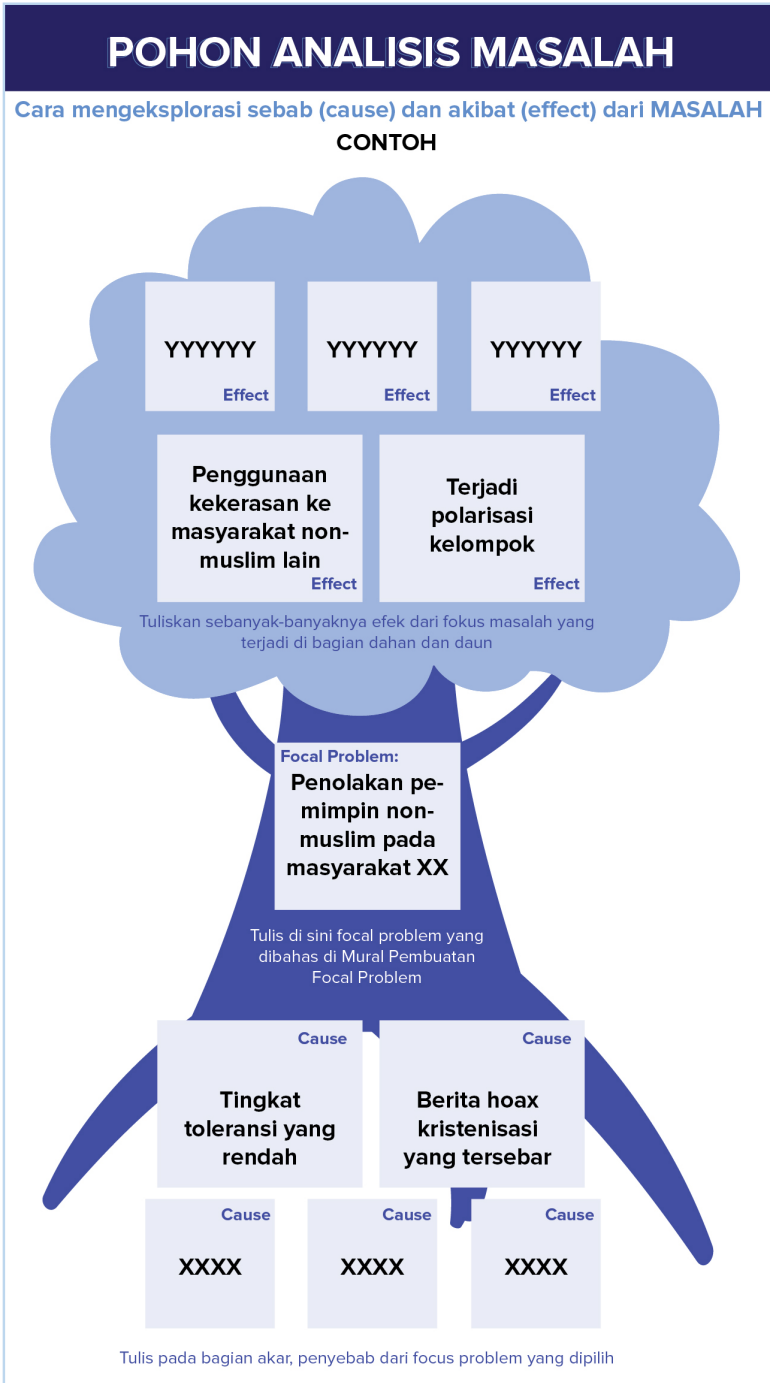 POHON ANALISIS MASALAH
Cara mengeksplorasi sebab (cause) dan akibat (effect) dari MASALAH
CONTOH
YYYYYY
Effect
YYYYYY
Effect
YYYYYY
Effect
Penggunaan
kekerasan ke
masyarakat non-
muslim lain
Effect
Terjadi
polarisasi
kelompok
Effect
Tuliskan sebanyak-banyaknya efek dari fokus masalah yang
terjadi di bagian dahan dan daun
Focal Problem:
Penolakan pe-
mimpin non-
muslim pada
masyarakat XX
Tulis di sini focal problem yang
dibahas di Mural Pembuatan
Focal Problem
Cause
Tingkat
toleransi yang
rendah
Cause
Berita hoax
kristenisasi
yang tersebar
Cause
XXXX
Cause
XXXX
Cause
XXXX
Tulis pada bagian akar, penyebab dari focus problem yang dipilih